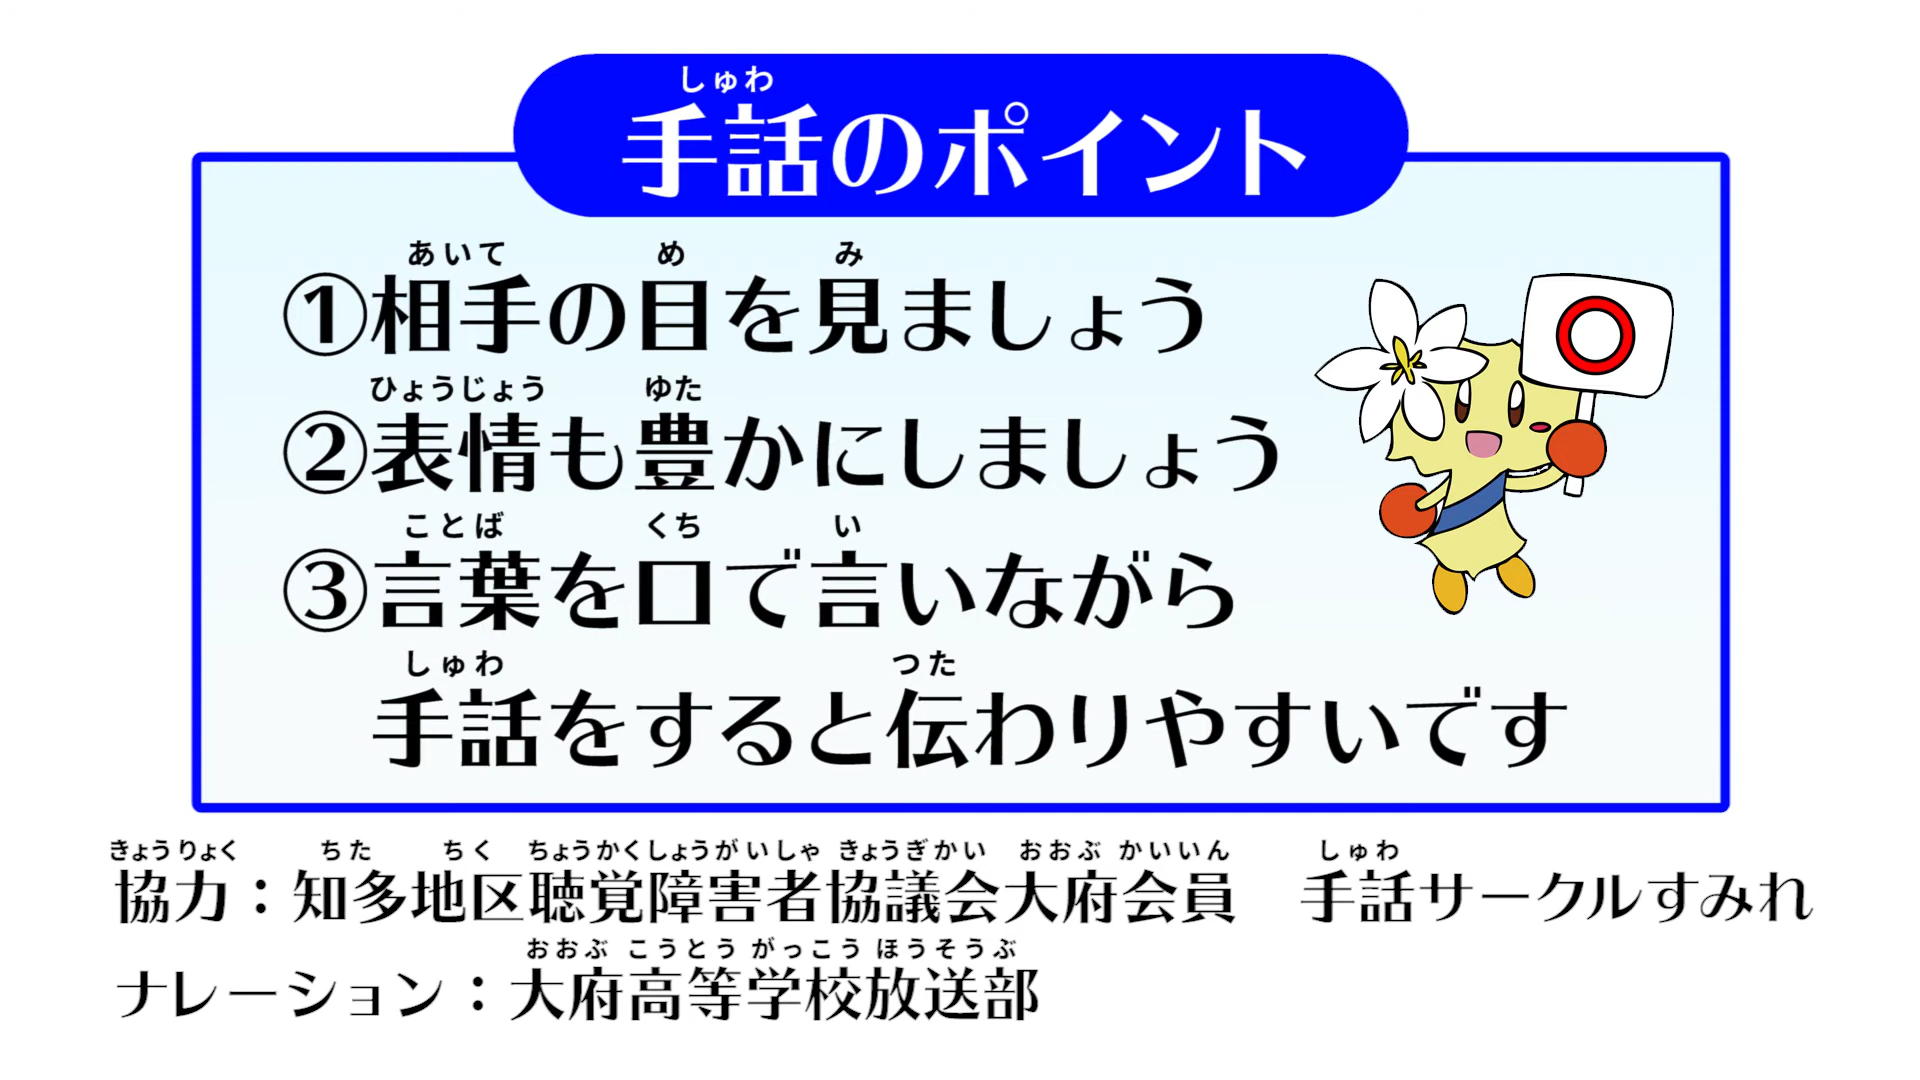 しゅわ
手話のポイント
あいて め み
①相手の目を見ましょう
ひょうじょう ゆた
②表情も豊かにしましょう
ことば くち い
③言葉を口で言いながら
しゅわ つた
手話をすると伝わりやすいです
きょうりょく ちた ちく ちょうかくしょうがいしゃ きょうぎかい おおぶ かいいん しゅわ
協力：知多地区聴覚障害者協議会大府会員 手話サークルすみれ
おおぶ こうとう がっこう ほうそうぶ
ナレーション：大府高等学校放送部